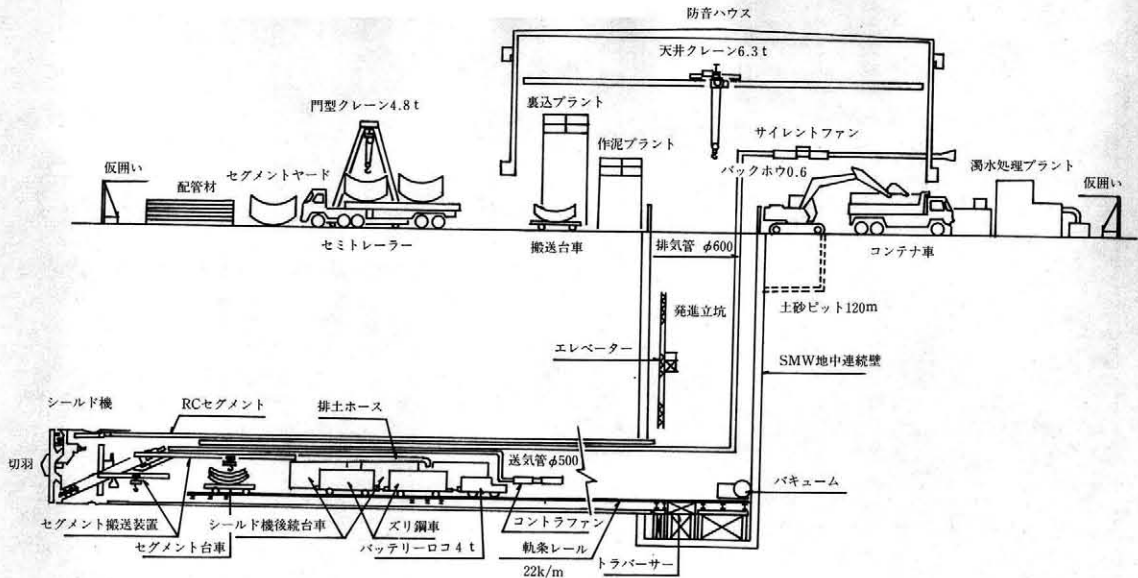 防音ハウス
天井クレーン6.3t
門型クレーン4.8t
裏込プラント
サイレントファン
作泥プラント
仮囲い
配管材
セグメントヤード
バックホウ0.6
濁水処理プラント
仮囲い
セミトレーラー
搬送台車
排気管 φ600
コンテナ車
発進立坑
土砂ピット120m
エレベーター
SMW地中連続壁
シールド機
RCセグメント
排土ホース
切羽
送気管φ500
バキューム
セグメント搬送装置
シールド機後続台車
ズリ鋼車
コントラファン
軌条レール
トラバーサー
セグメント台車
バッテリーロコ4t
22k/m